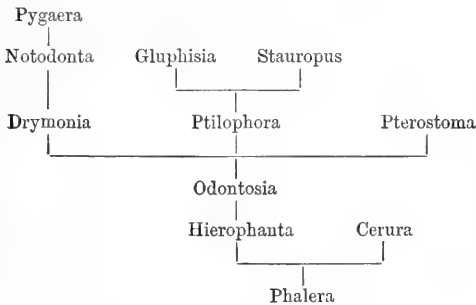 Pygaera
Notodonta Gluphisia Stauropus
Drymonia Ptilophora Pterostoma
Odontosia
Hierophanta Cerura
Phalera